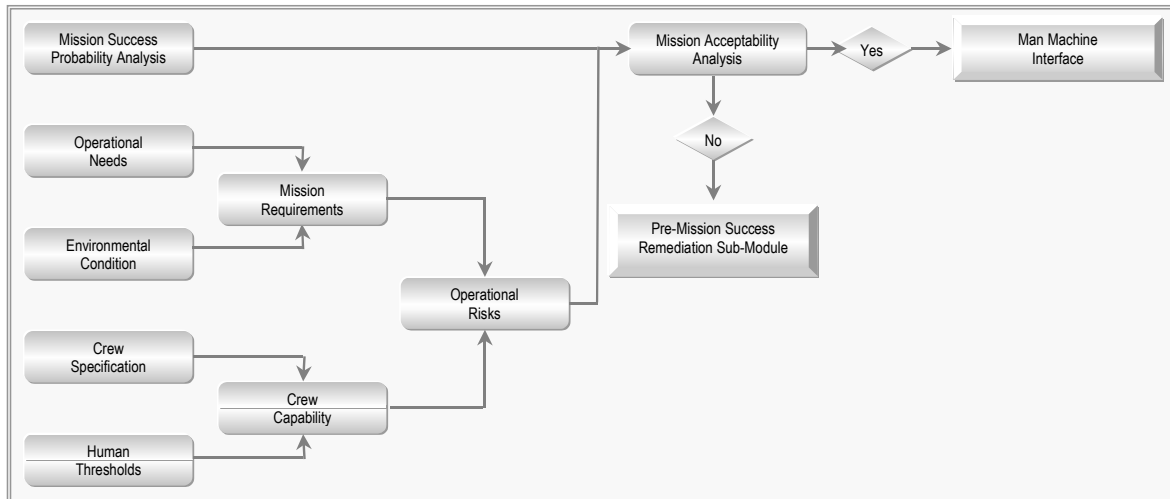 Mission Success
Probability Analysis
Mission Acceptability
Analysis
Yes
Man Machine
Interface
No
Operational
Needs
Mission
Requirements
Environmental
Condition
Pre-Mission Success
Remediation Sub-Module
Operational
Risks
Crew
Specification
Crew
Capability
Human
Thresholds